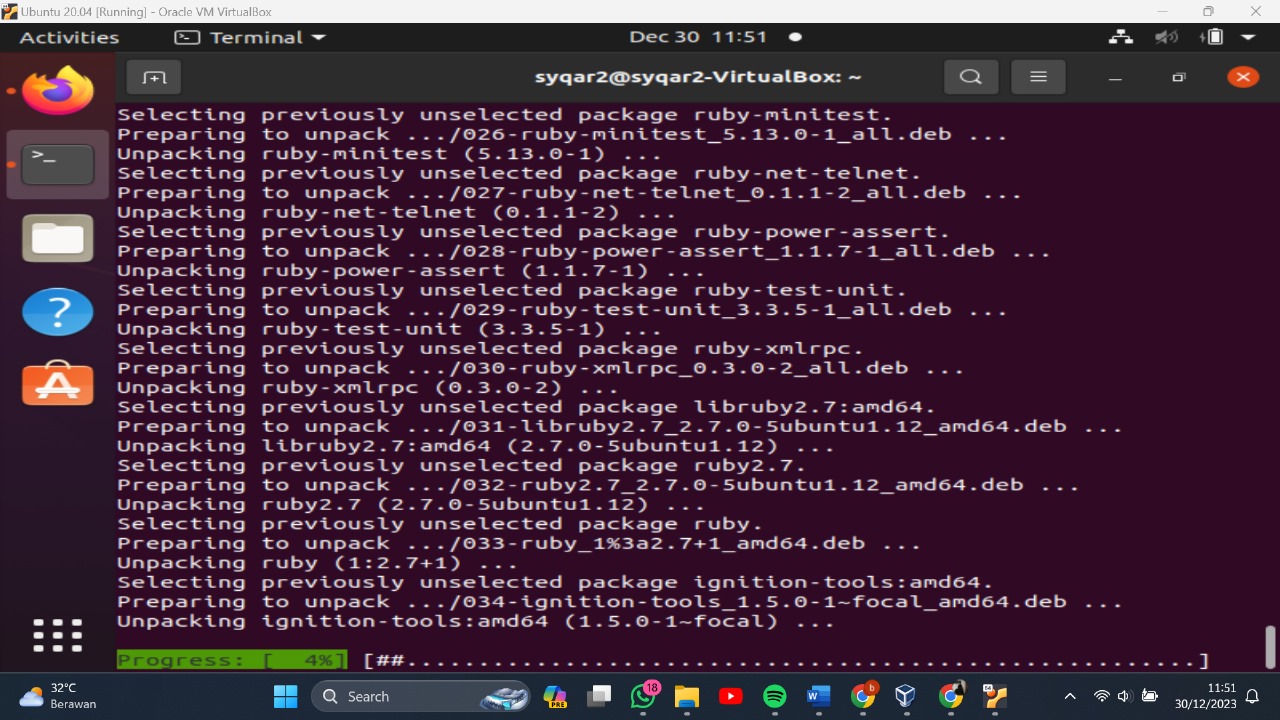 Ubuntu 20.04 [Running] - Oracle VM VirtualBox
Activities Terminal Dec 30 11:51
syqar2@syqar2-VirtualBox: ~
Selecting previously unselected package ruby-minitest.
Preparing to unpack .../026-ruby-minitest_5.13.0-1_all.deb ...
Unpacking ruby-minitest (5.13.0-1) ...
Selecting previously unselected package ruby-net-telnet.
Preparing to unpack .../027-ruby-net-telnet_0.1.1-2_all.deb ...
Unpacking ruby-net-telnet (0.1.1-2) ...
Selecting previously unselected package ruby-power-assert.
Preparing to unpack .../028-ruby-power-assert_1.1.7-1_all.deb ...
Unpacking ruby-power-assert (1.1.7-1) ...
Selecting previously unselected package ruby-test-unit.
Preparing to unpack .../029-ruby-test-unit_3.3.5-1_all.deb ...
Unpacking ruby-test-unit (3.3.5-1) ...
Selecting previously unselected package ruby-xmlrpc.
Preparing to unpack .../030-ruby-xmlrpc_0.3.0-2_all.deb ...
Unpacking ruby-xmlrpc (0.3.0-2) ...
Selecting previously unselected package libruby2.7:amd64.
Preparing to unpack .../031-libruby2.7_2.7.0-5ubuntu1.12_amd64.deb ...
Unpacking libruby2.7:amd64 (2.7.0-5ubuntu1.12) ...
Selecting previously unselected package ruby2.7.
Preparing to unpack .../032-ruby2.7_2.7.0-5ubuntu1.12_amd64.deb ...
Unpacking ruby2.7 (2.7.0-5ubuntu1.12) ...
Selecting previously unselected package ruby.
Preparing to unpack .../033-ruby_1%3a2.7+1_amd64.deb ...
Unpacking ruby (1:2.7+1) ...
Selecting previously unselected package ignition-tools:amd64.
Preparing to unpack .../034-ignition-tools_1.5.0-1~focal_amd64.deb ...
Unpacking ignition-tools:amd64 (1.5.0-1~focal) ...
Progress: [  4%] [##.......................................................]
32°C
Berawan
Search
PRE
18
b
11:51
30/12/2023